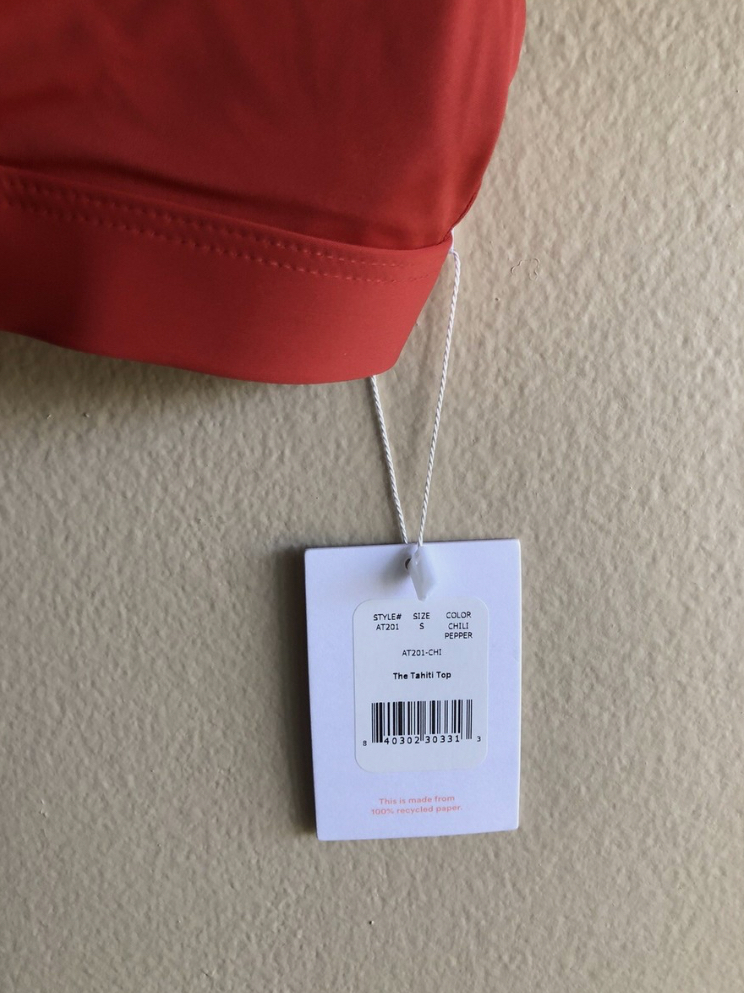 STYLE# SIZE COLOR
AT201 S CHILI
PEPPER
AT201-CHI
The Tahiti Top
8 40302 30331 3
This is made from
100% recycled paper.